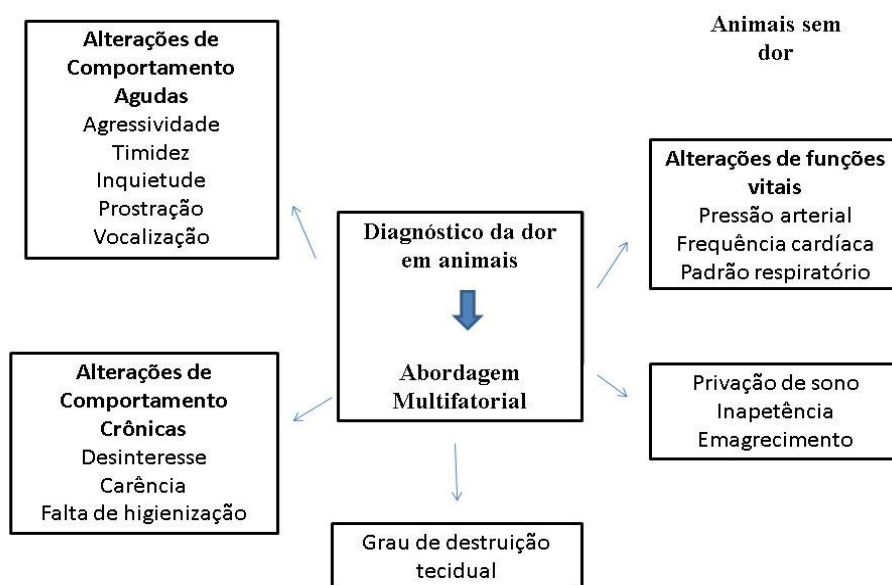 Alterações de
Comportamento
Agudas
Agressividade
Timidez
Inquietude
Prostração
Vocalização
Animais sem
dor
Alterações de funções
vitais
Pressão arterial
Frequência cardíaca
Padrão respiratório
Diagnóstico da dor
em animais
Abordagem
Multifatorial
Alterações de
Comportamento
Crônicas
Desinteresse
Carência
Falta de higienização
Privação de sono
Inapetência
Emagrecimento
Grau de destruição
tecidual